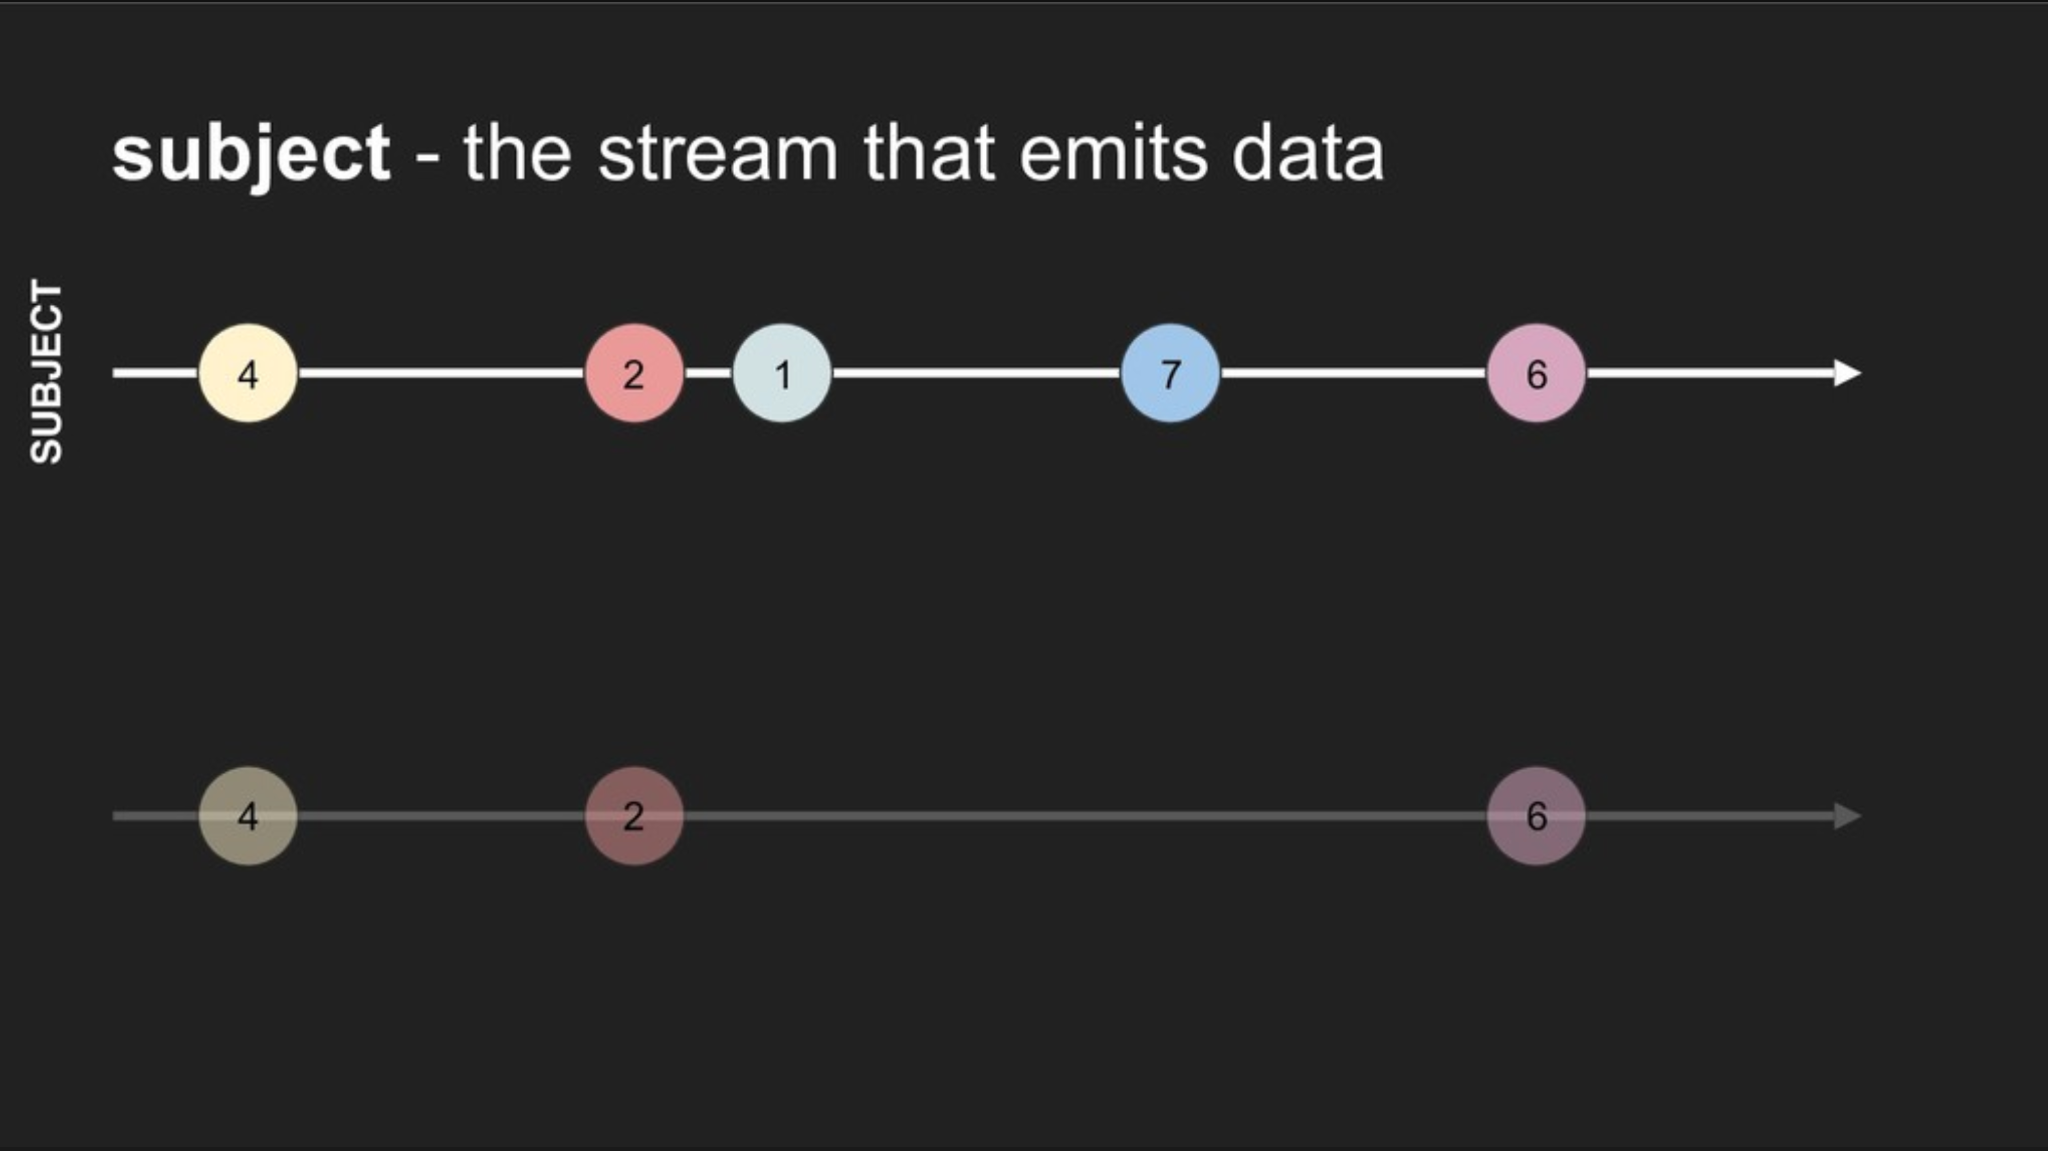 subject - the stream that emits data
SUBJECT
4 2 1 7 6
4 2 6